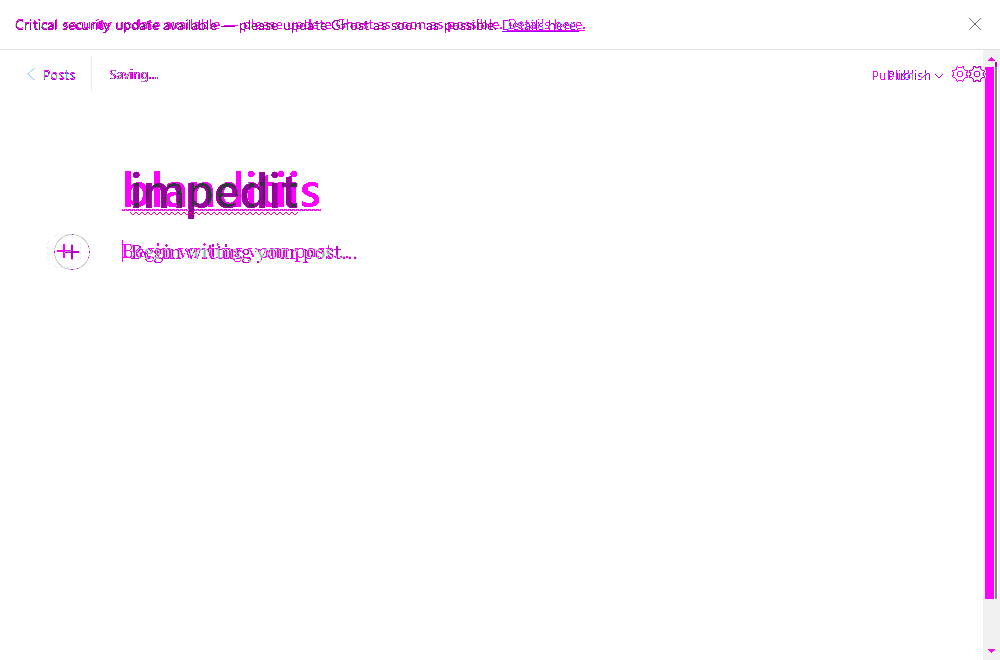 Critical security update available — please update Ghost as soon as possible. Details here.
Posts
Saving...
Publish
impedit
Begin writing your post...